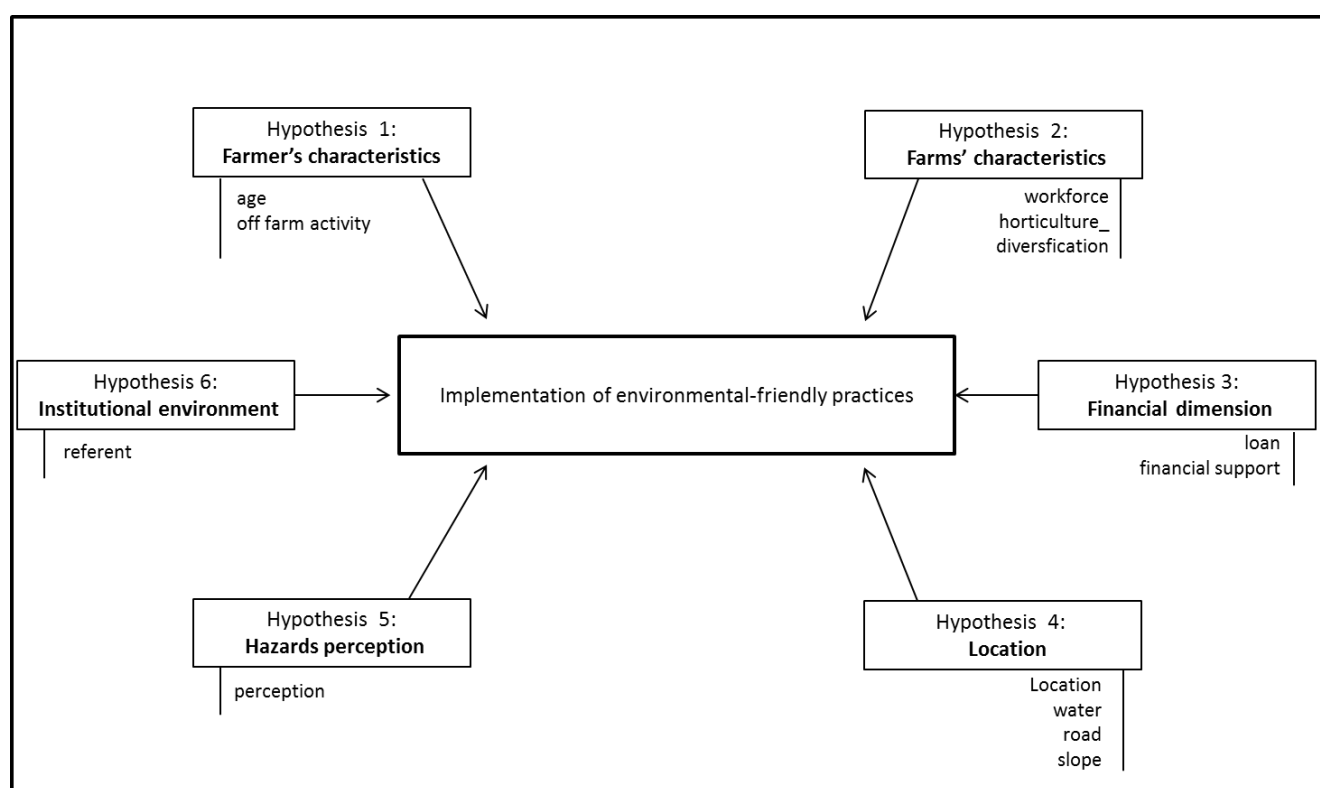 Hypothesis 1:
Farmer's characteristics
age
off farm activity
Hypothesis 2:
Farms' characteristics
workforce
horticulture_
diversfication
Hypothesis 6:
Institutional environment
referent
Implementation of environmental-friendly practices
Hypothesis 3:
Financial dimension
loan
financial support
Hypothesis 5:
Hazards perception
perception
Hypothesis 4:
Location
Location
water
road
slope